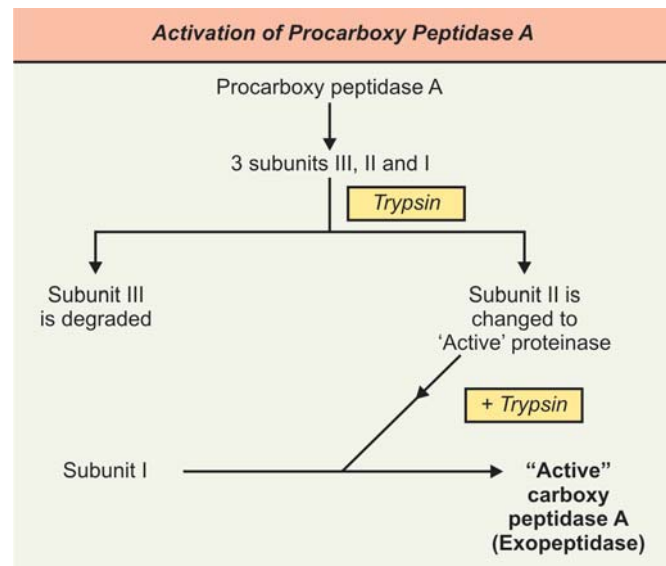 Activation of Procarboxy Peptidase A
Procarboxy peptidase A
3 subunits III, II and I
Trypsin
Subunit III
is degraded
Subunit II is
changed to
‘Active’ proteinase
+ Trypsin
Subunit I
“Active”
carboxy
peptidase A
(Exopeptidase)